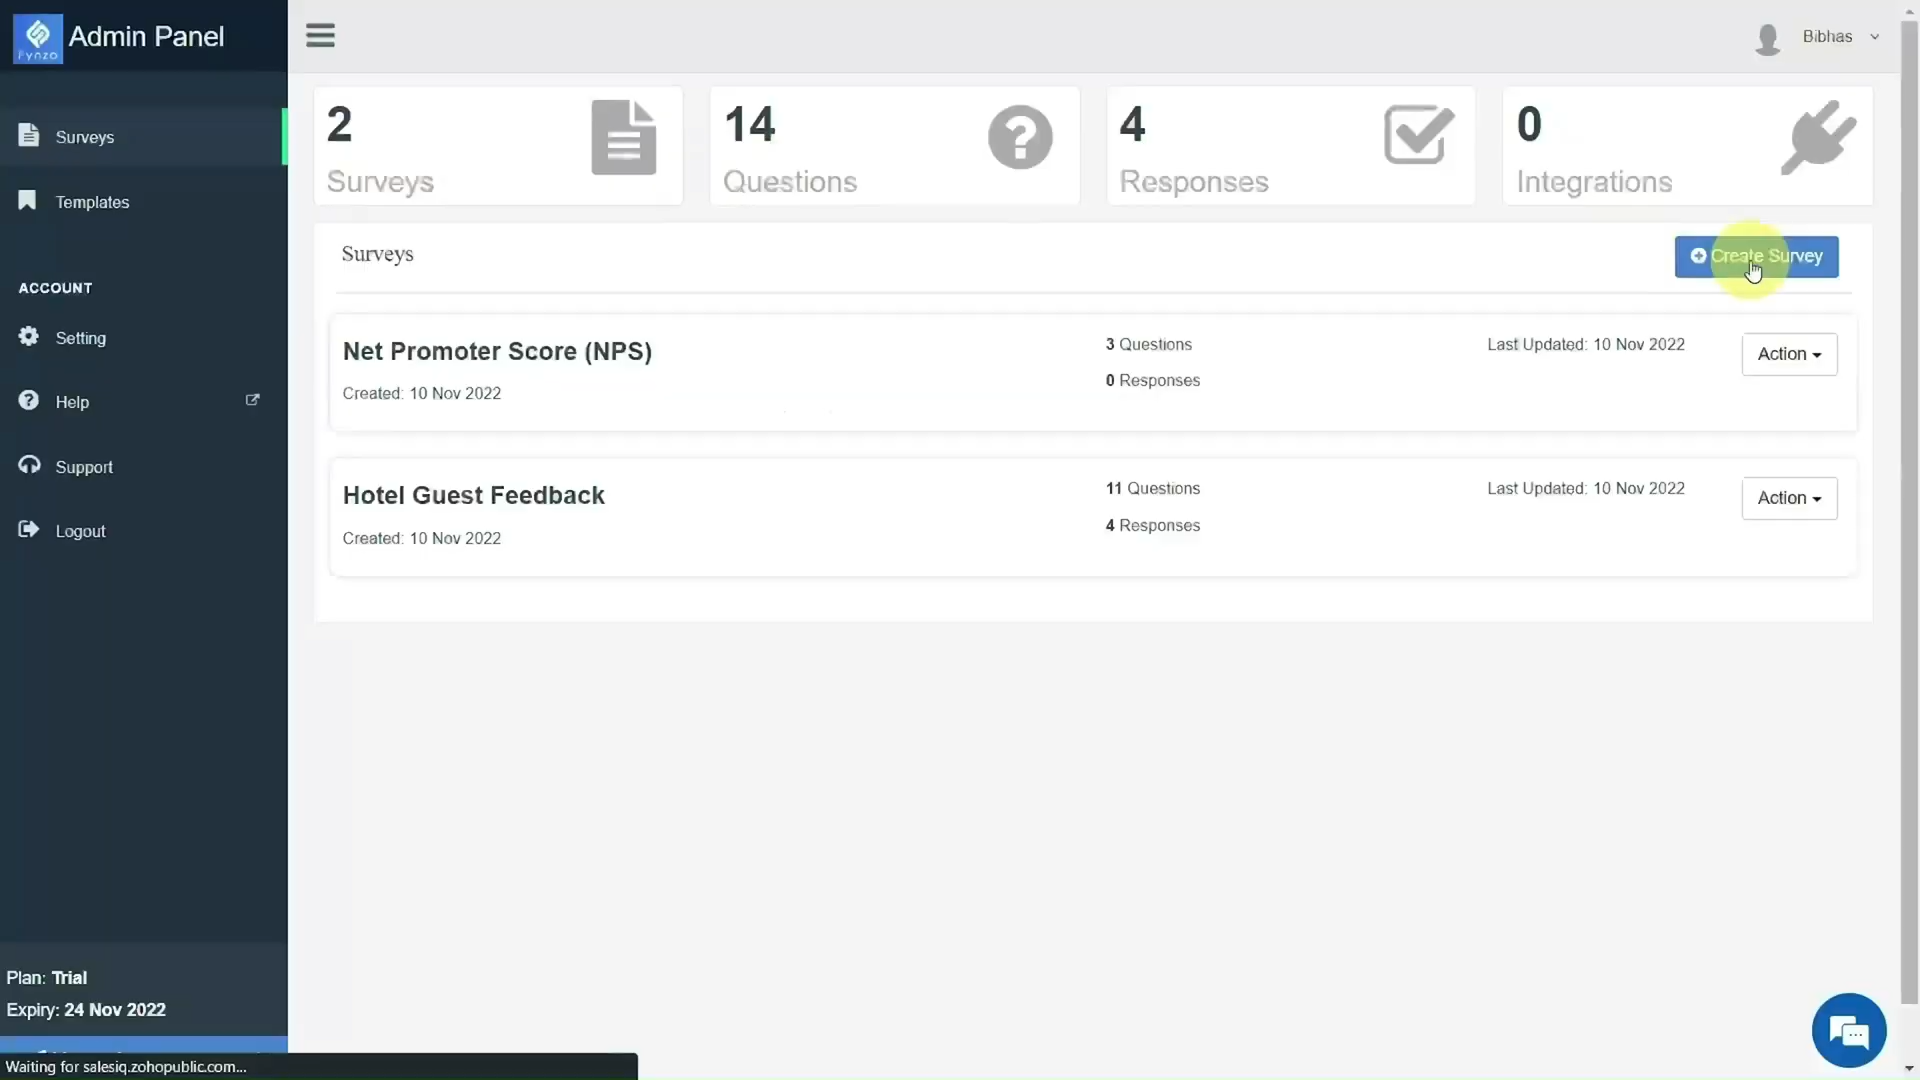 Fynzo
Admin Panel
Bibhas
Surveys
Templates
ACCOUNT
Setting
Help
Support
Logout
Plan: Trial
Expiry: 24 Nov 2022
Waiting for salesiq.zohopublic.com...
2
Surveys
14
Questions
4
Responses
0
Integrations
Surveys
Create Survey
Net Promoter Score (NPS)
Created: 10 Nov 2022
3 Questions
0 Responses
Last Updated: 10 Nov 2022
Action
Hotel Guest Feedback
Created: 10 Nov 2022
11 Questions
4 Responses
Last Updated: 10 Nov 2022
Action